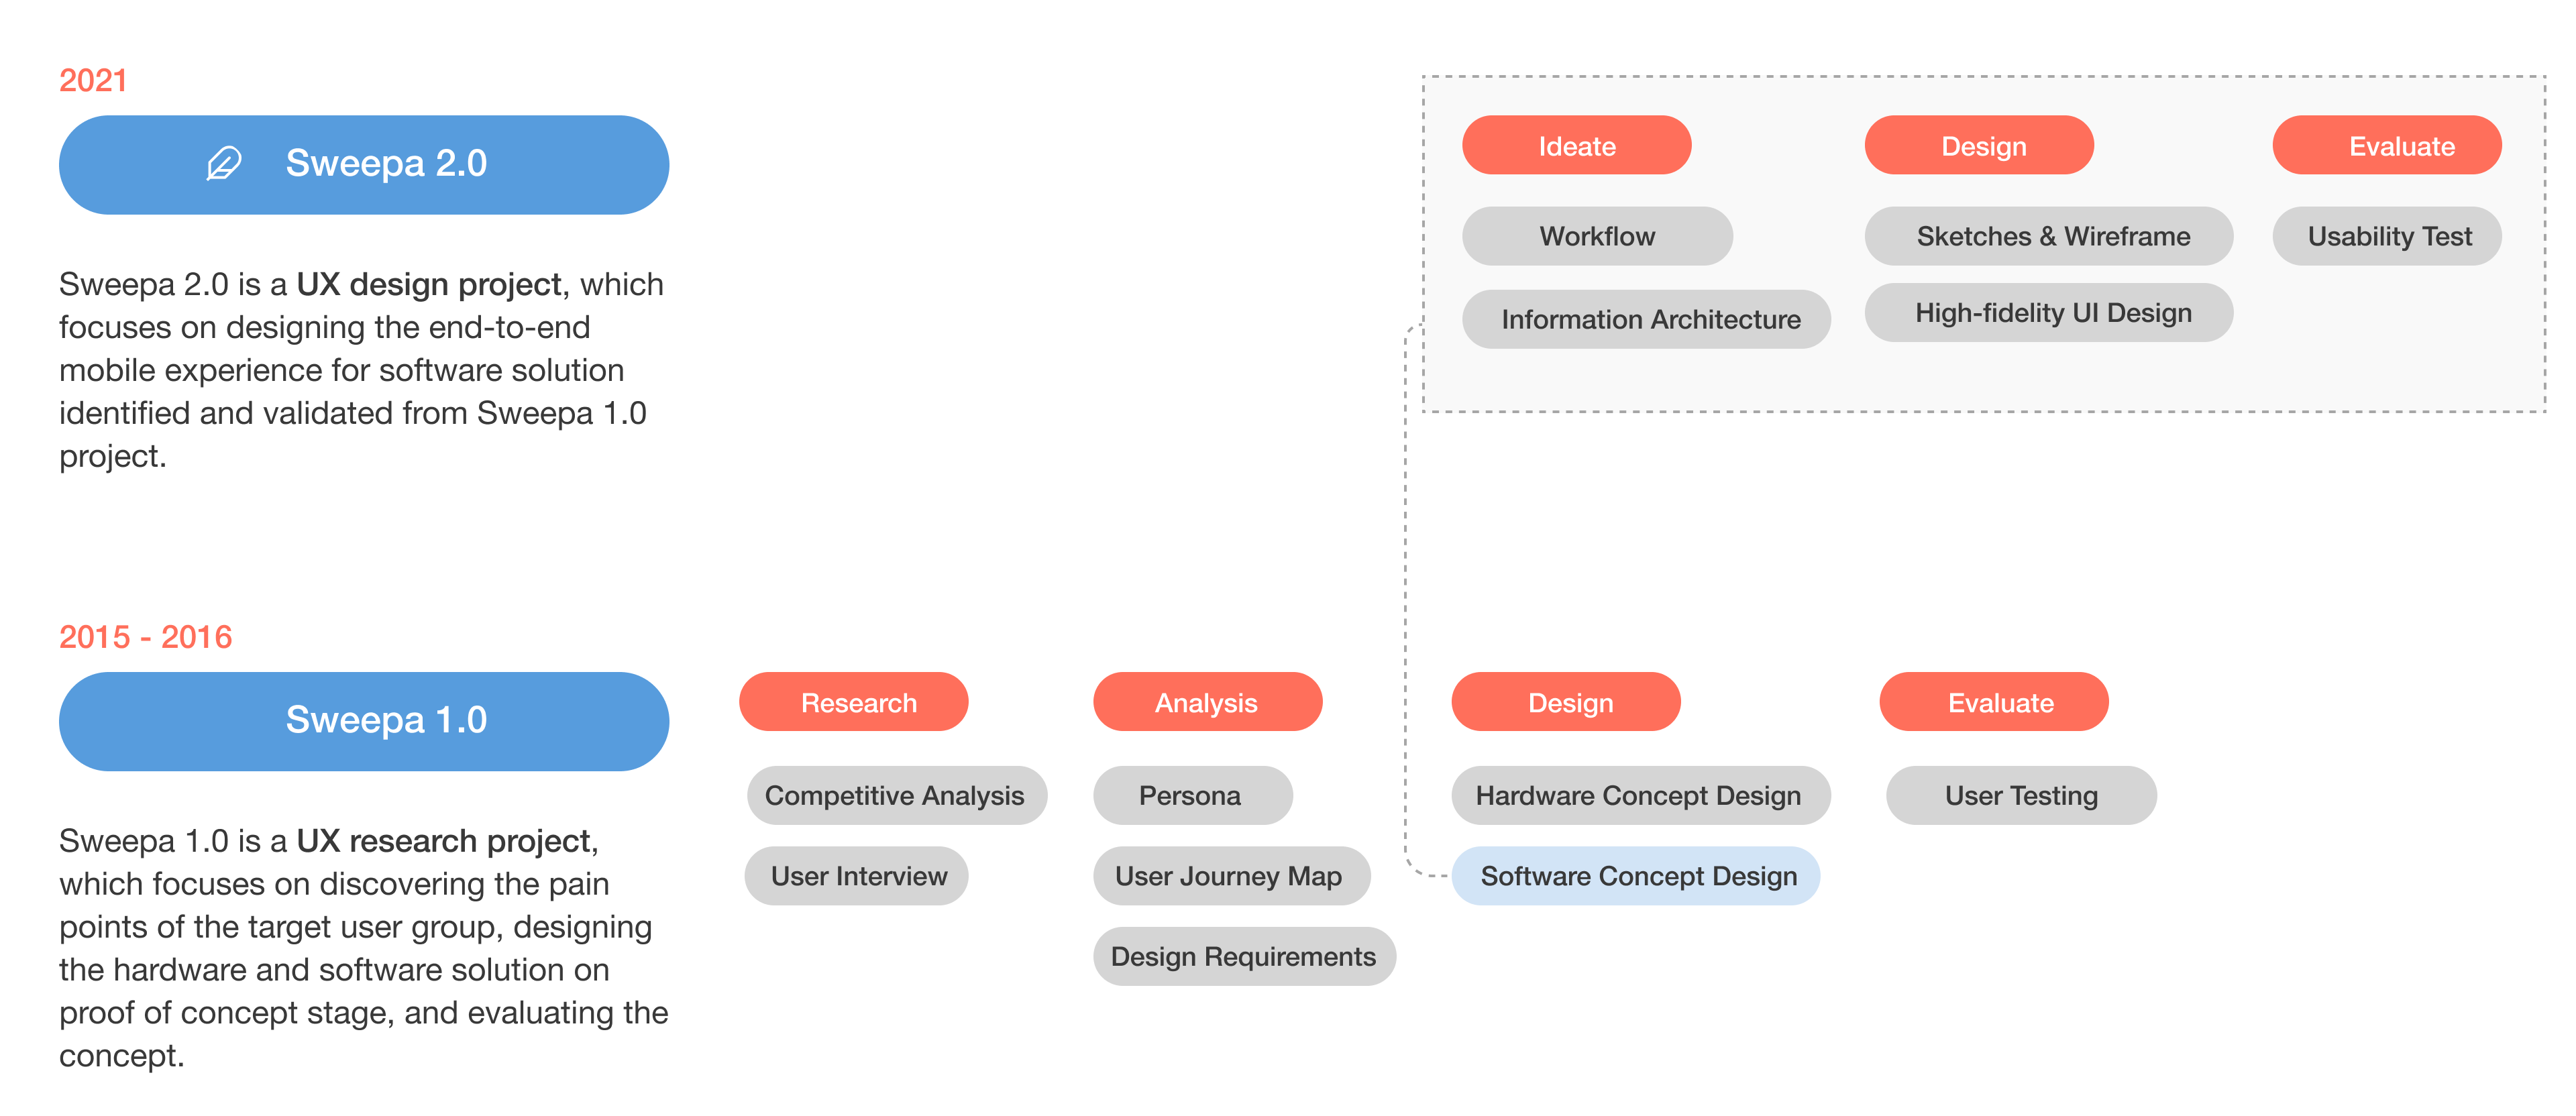 2021
Sweepa 2.0
Sweepa 2.0 is a UX design project, which
focuses on designing the end-to-end
mobile experience for software solution
identified and validated from Sweepa 1.0
project.
Ideate
Workflow
Information Architecture
Design
Sketches & Wireframe
High-fidelity UI Design
Evaluate
Usability Test
2015 - 2016
Sweepa 1.0
Sweepa 1.0 is a UX research project,
which focuses on discovering the pain
points of the target user group, designing
the hardware and software solution on
proof of concept stage, and evaluating the
concept.
Research
Competitive Analysis
User Interview
Analysis
Persona
User Journey Map
Design Requirements
Design
Hardware Concept Design
Software Concept Design
Evaluate
User Testing